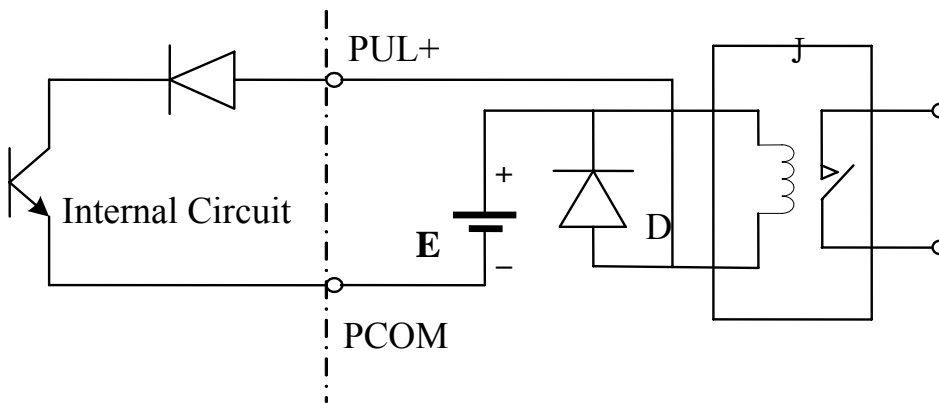 PUL+
J
Internal Circuit
+
E
D
−
PCOM